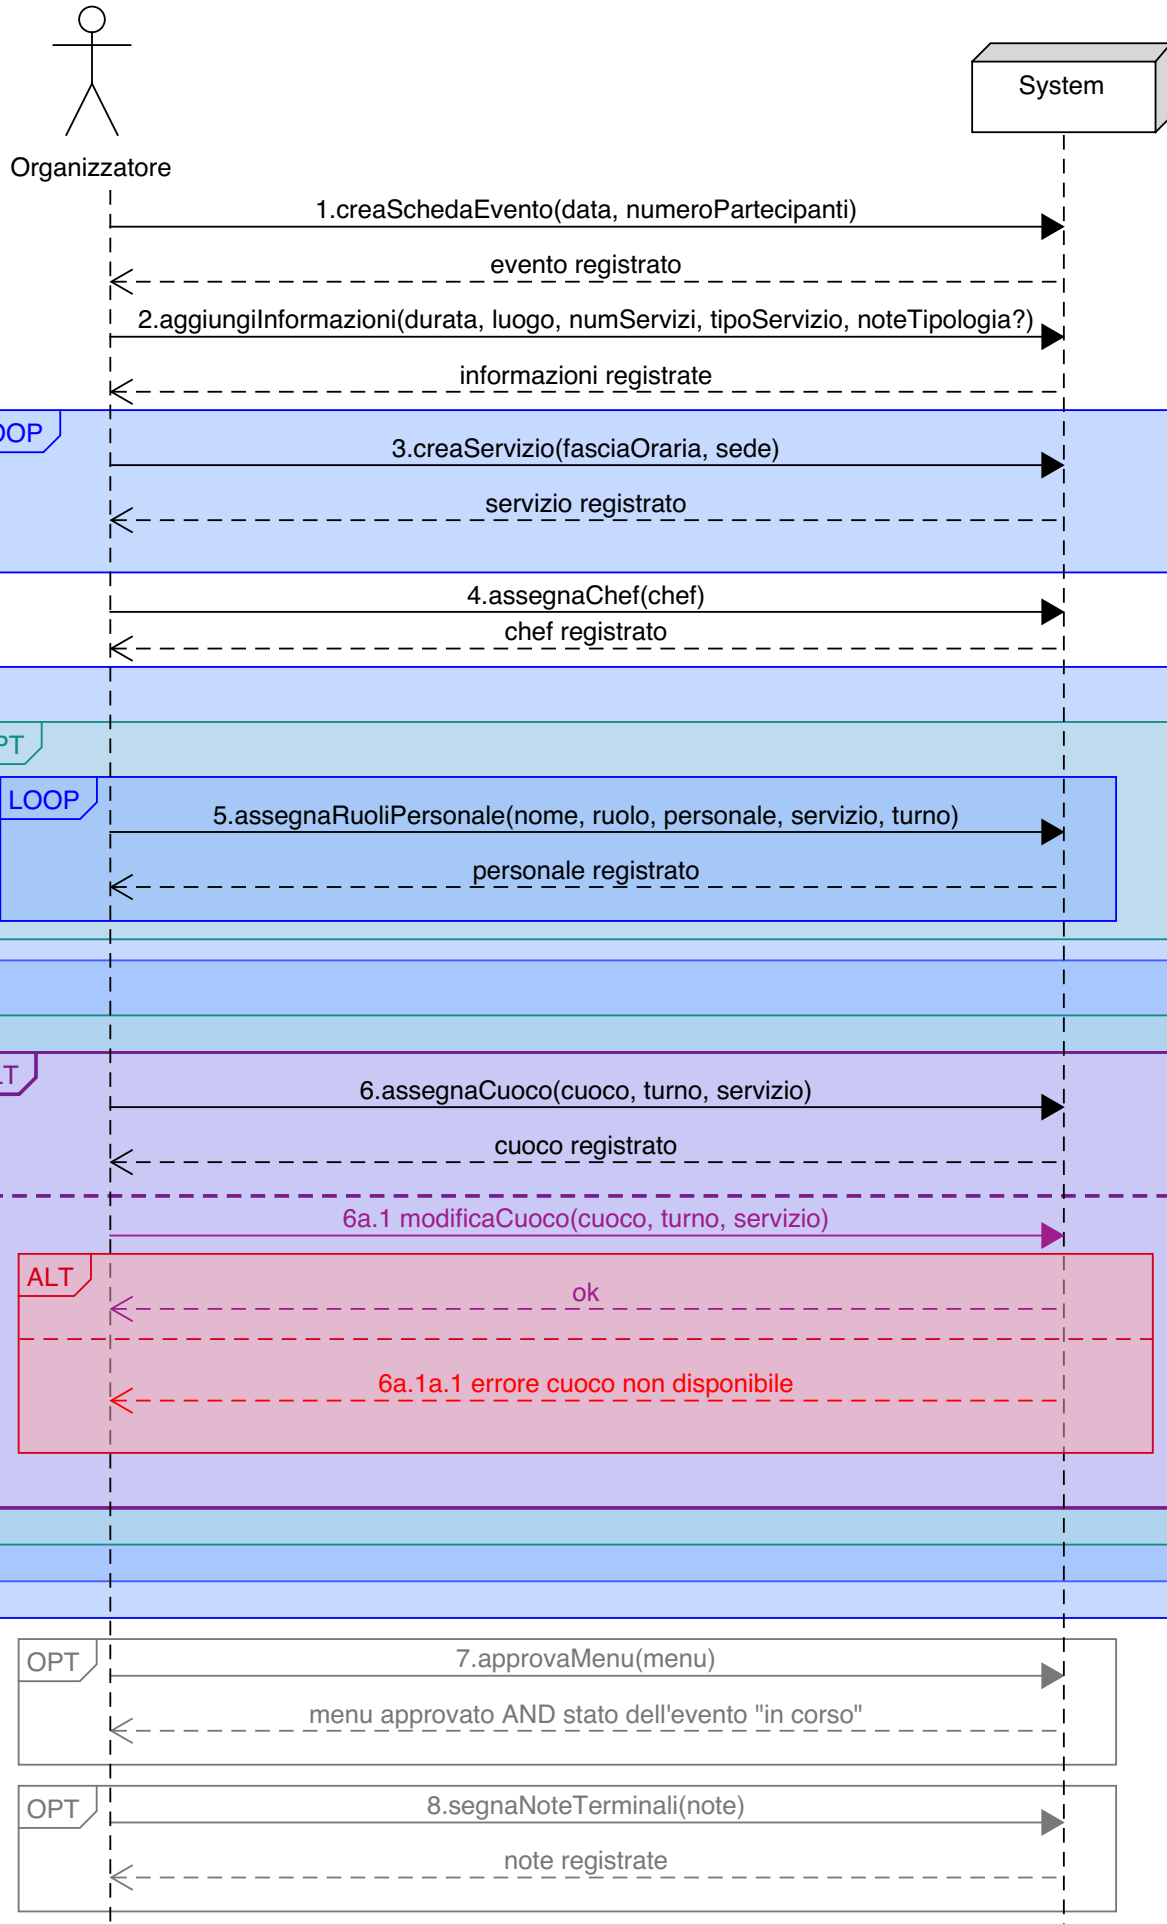 System
Organizzatore
1.creaSchedaEvento(data, numeroPartecipanti)
evento registrato
2.aggiungiInformazioni(durata, luogo, numServizi, tipoServizio, noteTipologia?)
informazioni registrate
OOP
3.creaServizio(fasciaOraria, sede)
servizio registrato
4.assegnaChef(chef)
chef registrato
PT
LOOP
5.assegnaRuoliPersonale(nome, ruolo, personale, servizio, turno)
personale registrato
LT
6.assegnaCuoco(cuoco, turno, servizio)
cuoco registrato
6a.1 modificaCuoco(cuoco, turno, servizio)
ALT
ok
6a.1a.1 errore cuoco non disponibile
OPT
7.approvaMenu(menu)
menu approvato AND stato dell'evento "in corso"
OPT
8.segnaNoteTerminali(note)
note registrate